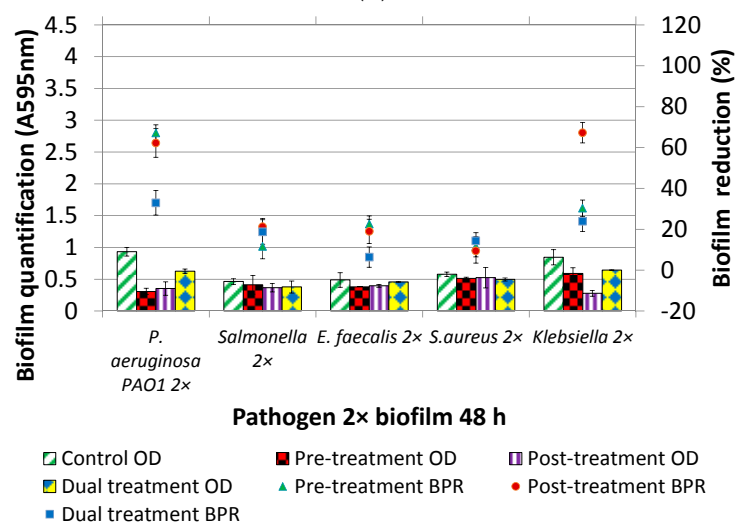 4.5
4
3.5
3
2.5
2
1.5
1
0.5
0
Biofilm quantification (A595nm)
120
100
80
60
40
20
0
-20
Biofilm reduction (%)
P. aeruginosa PAO1 2×
Salmonella 2×
E. faecalis 2×
S.aureus 2×
Klebsiella 2×
Pathogen 2× biofilm 48 h
Control OD
Pre-treatment OD
Post-treatment OD
Dual treatment OD
Pre-treatment BPR
Post-treatment BPR
Dual treatment BPR